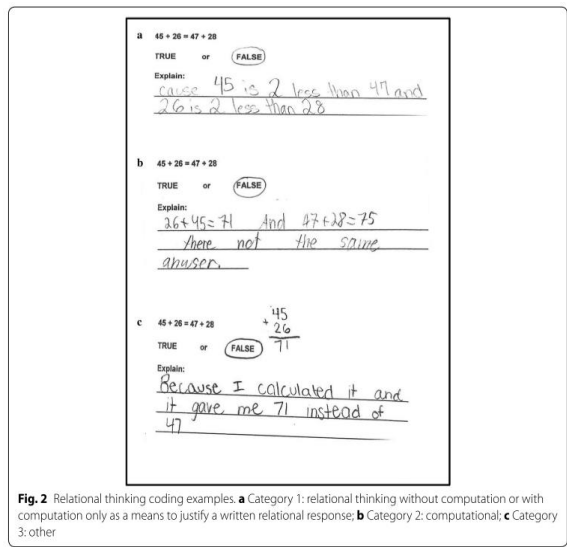 a 45 + 26 = 47 + 28
TRUE or FALSE
Explain:
cause 45 is 2 less than 47 and
26 is 2 less than 28
b 45 + 26 = 47 + 28
TRUE or FALSE
Explain:
26+45=71 And 47+28=75
there not the same
anwser.
45
c 45 + 26 = 47 + 28 + 26
TRUE or FALSE 71
Explain:
Because I calculated it and
it gave me 71 instead of
47
Fig. 2 Relational thinking coding examples. a Category 1: relational thinking without computation or with
computation only as a means to justify a written relational response; b Category 2: computational; c Category
3: other